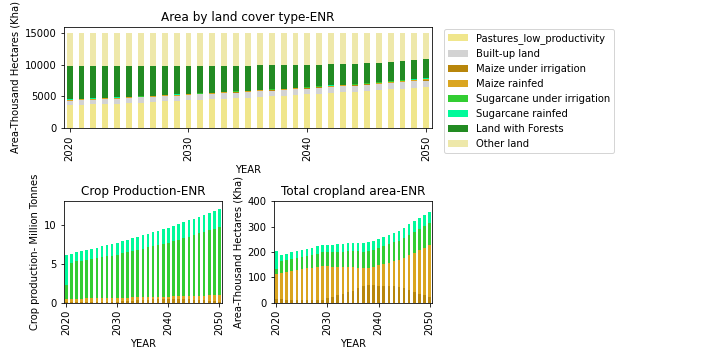 Area by land cover type-ENR
Area-Thousand Hectares (Kha)
15000
10000
5000
0
2020
2030
2040
2050
YEAR
Pastures_low_productivity
Built-up land
Maize under irrigation
Maize rainfed
Sugarcane under irrigation
Sugarcane rainfed
Land with Forests
Other land
Crop Production-ENR
Crop production- Million Tonnes
10
5
0
2020
2030
2040
2050
YEAR
Total cropland area-ENR
Area-Thousand Hectares (Kha)
400
300
200
100
0
2020
2030
2040
2050
YEAR